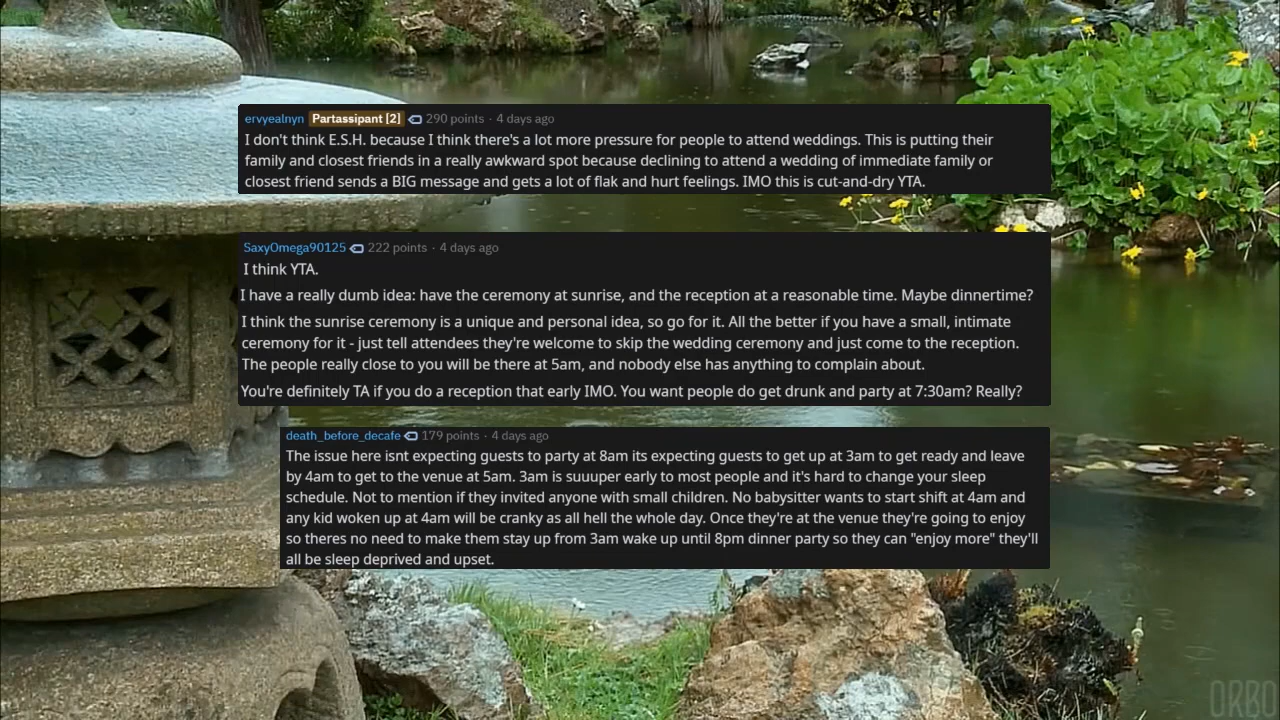 ervyealnyn Partassipant [2] 290 points · 4 days ago
I don't think E.S.H. because I think there's a lot more pressure for people to attend weddings. This is putting their
family and closest friends in a really awkward spot because declining to attend a wedding of immediate family or
closest friend sends a BIG message and gets a lot of flak and hurt feelings. IMO this is cut-and-dry YTA.
SaxyOmega90125 222 points · 4 days ago
I think YTA.
I have a really dumb idea: have the ceremony at sunrise, and the reception at a reasonable time. Maybe dinnertime?
I think the sunrise ceremony is a unique and personal idea, so go for it. All the better if you have a small, intimate
ceremony for it - just tell attendees they're welcome to skip the wedding ceremony and just come to the reception.
The people really close to you will be there at 5am, and nobody else has anything to complain about.
You're definitely TA if you do a reception that early IMO. You want people do get drunk and party at 7:30am? Really?
death_before_decafe 179 points · 4 days ago
The issue here isnt expecting guests to party at 8am its expecting guests to get up at 3am to get ready and leave
by 4am to get to the venue at 5am. 3am is suuuper early to most people and it's hard to change your sleep
schedule. Not to mention if they invited anyone with small children. No babysitter wants to start shift at 4am and
any kid woken up at 4am will be cranky as all hell the whole day. Once they're at the venue they're going to enjoy
so theres no need to make them stay up from 3am wake up until 8pm dinner party so they can "enjoy more" they'll
all be sleep deprived and upset.
ORBO